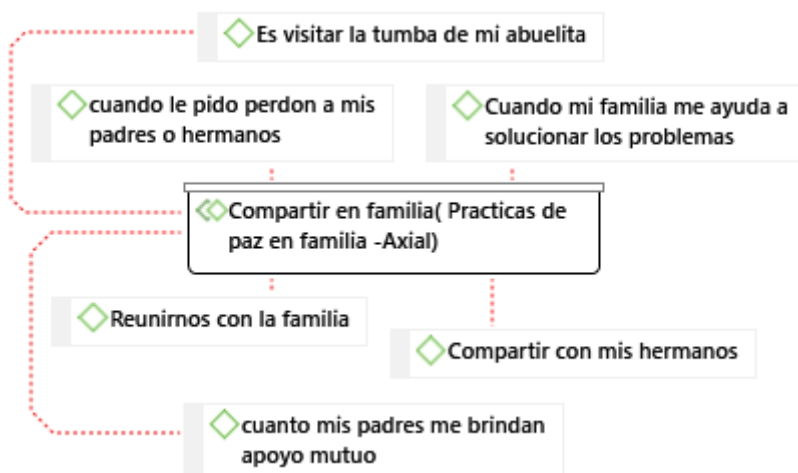 Es visitar la tumba de mi abuelita
cuando le pido perdon a mis
padres o hermanos
Cuando mi familia me ayuda a
solucionar los problemas
Compartir en familia( Practicas de
paz en familia -Axial)
Reunirnos con la familia
Compartir con mis hermanos
cuanto mis padres me brindan
apoyo mutuo